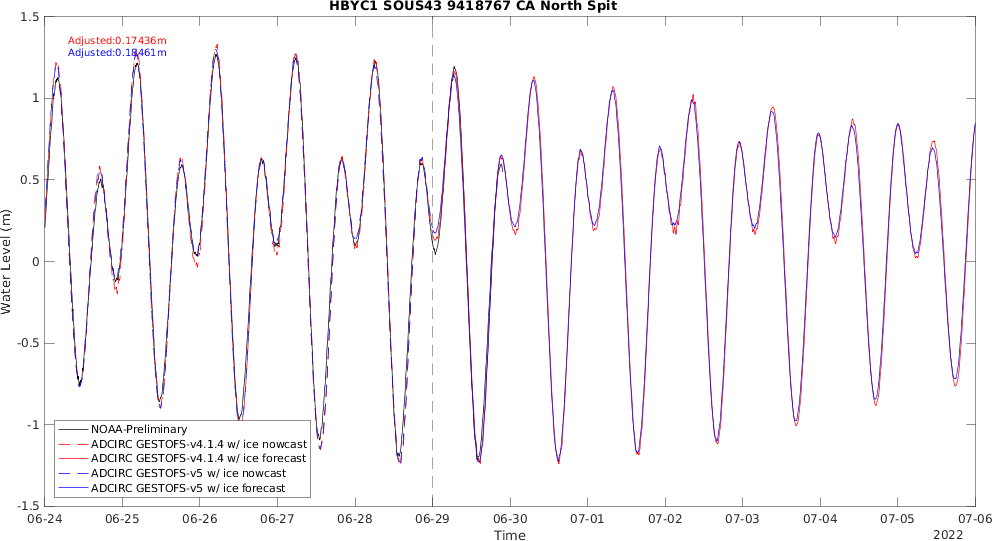 HBYC1 SOUS43 9418767 CA North Spit
Adjusted:0.17436m
Adjusted:0.18461m
Water Level (m)
1.5
1
0.5
0
-0.5
-1
-1.5
NOAA-Preliminary
ADCIRC GESTOFS-v4.1.4 w/ ice nowcast
ADCIRC GESTOFS-v4.1.4 w/ ice forecast
ADCIRC GESTOFS-v5 w/ ice nowcast
ADCIRC GESTOFS-v5 w/ ice forecast
06-24 06-25 06-26 06-27 06-28 06-29 06-30 07-01 07-02 07-03 07-04 07-05 07-06
Time
2022